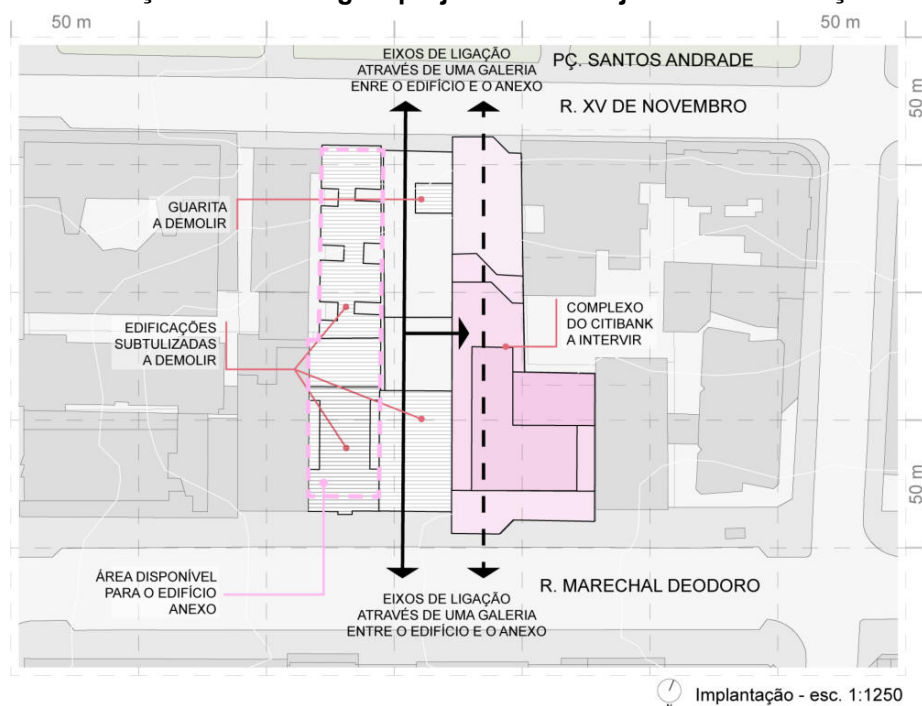 50 m
50 m
EIXOS DE LIGAÇÃO
ATRAVÉS DE UMA GALERIA
ENRE O EDIFÍCIO E O ANEXO
PÇ. SANTOS ANDRADE
50 m
R. XV DE NOVEMBRO
GUARITA
A DEMOLIR
EDIFICAÇÕES
SUBTULIZADAS
A DEMOLIR
COMPLEXO
DO CITIBANK
A INTERVIR
50 m
ÁREA DISPONÍVEL
PARA O EDIFÍCIO
ANEXO
R. MARECHAL DEODORO
EIXOS DE LIGAÇÃO
ATRAVÉS DE UMA GALERIA
ENTRE O EDIFÍCIO E O ANEXO
Implantação - esc. 1:1250